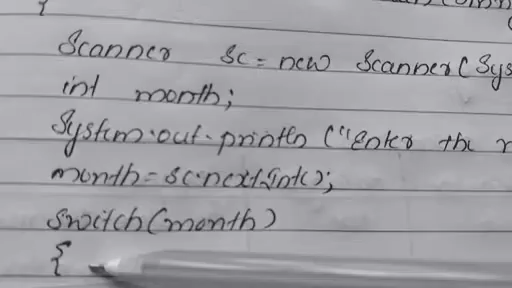 {
Scanner sc = new Scanner(Sys
int month;
System.out.println("Enter the
month = sc.nextInt();
switch(month)
{